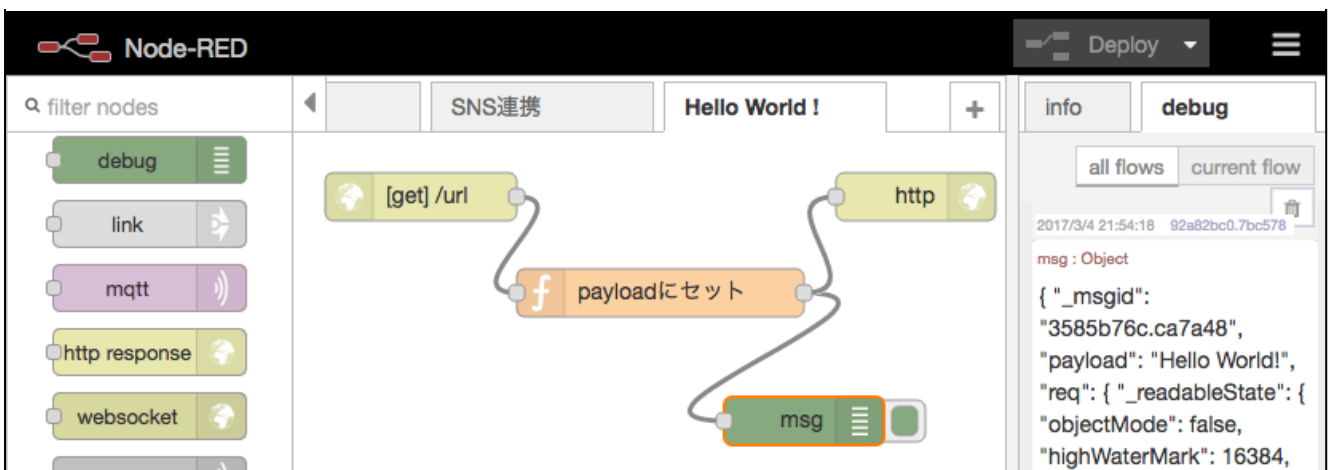 Node-RED
Deploy
filter nodes
SNS連携
Hello World !
+
info
debug
debug
link
mqtt
http response
websocket
[get] /url
http
f payloadにセット
msg
all flows
current flow
2017/3/4 21:54:18 92a82bc0.7bc578
msg : Object
{ "_msgid":
"3585b76c.ca7a48",
"payload": "Hello World!",
"req": { "_readableState": {
"objectMode": false,
"highWaterMark": 16384,